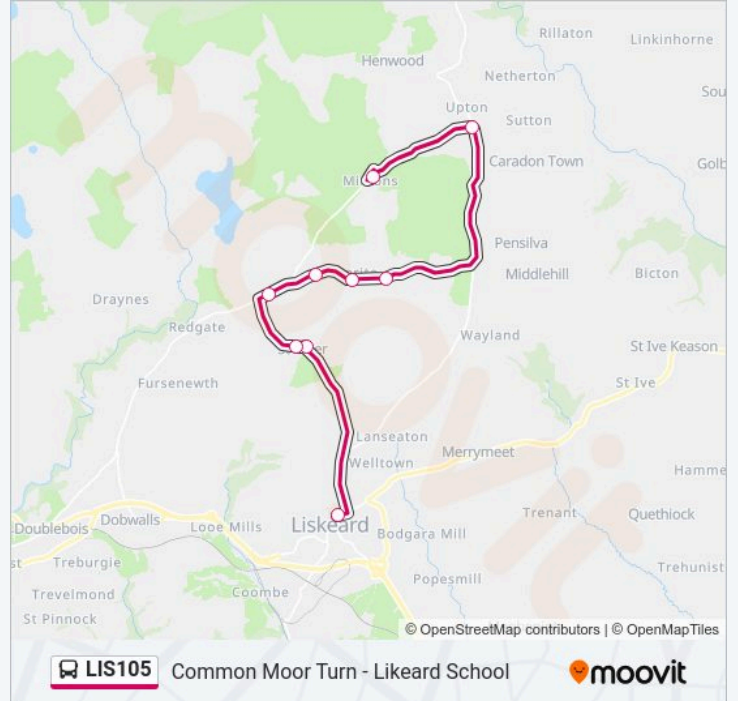 Rillaton
Linkinhorne
Henwood
Netherton
Upton
Sutton
Caradon Town
Pensilva
Middlehill
Bicton
Draynes
Redgate
Wayland
St Ive Keason
St Ive
Fursenewth
Lanseaton
Welltown
Merrymeet
Trenant
Quethiock
Doublebois
Dobwalls
Looe Mills
Liskeard
Bodgara Mill
Treburgie
Trehunist
Popesmill
Coombe
Trevelmond
St Pinnock
© OpenStreetMap contributors | © OpenMapTiles
LIS105 Common Moor Turn - Likeard School moovit